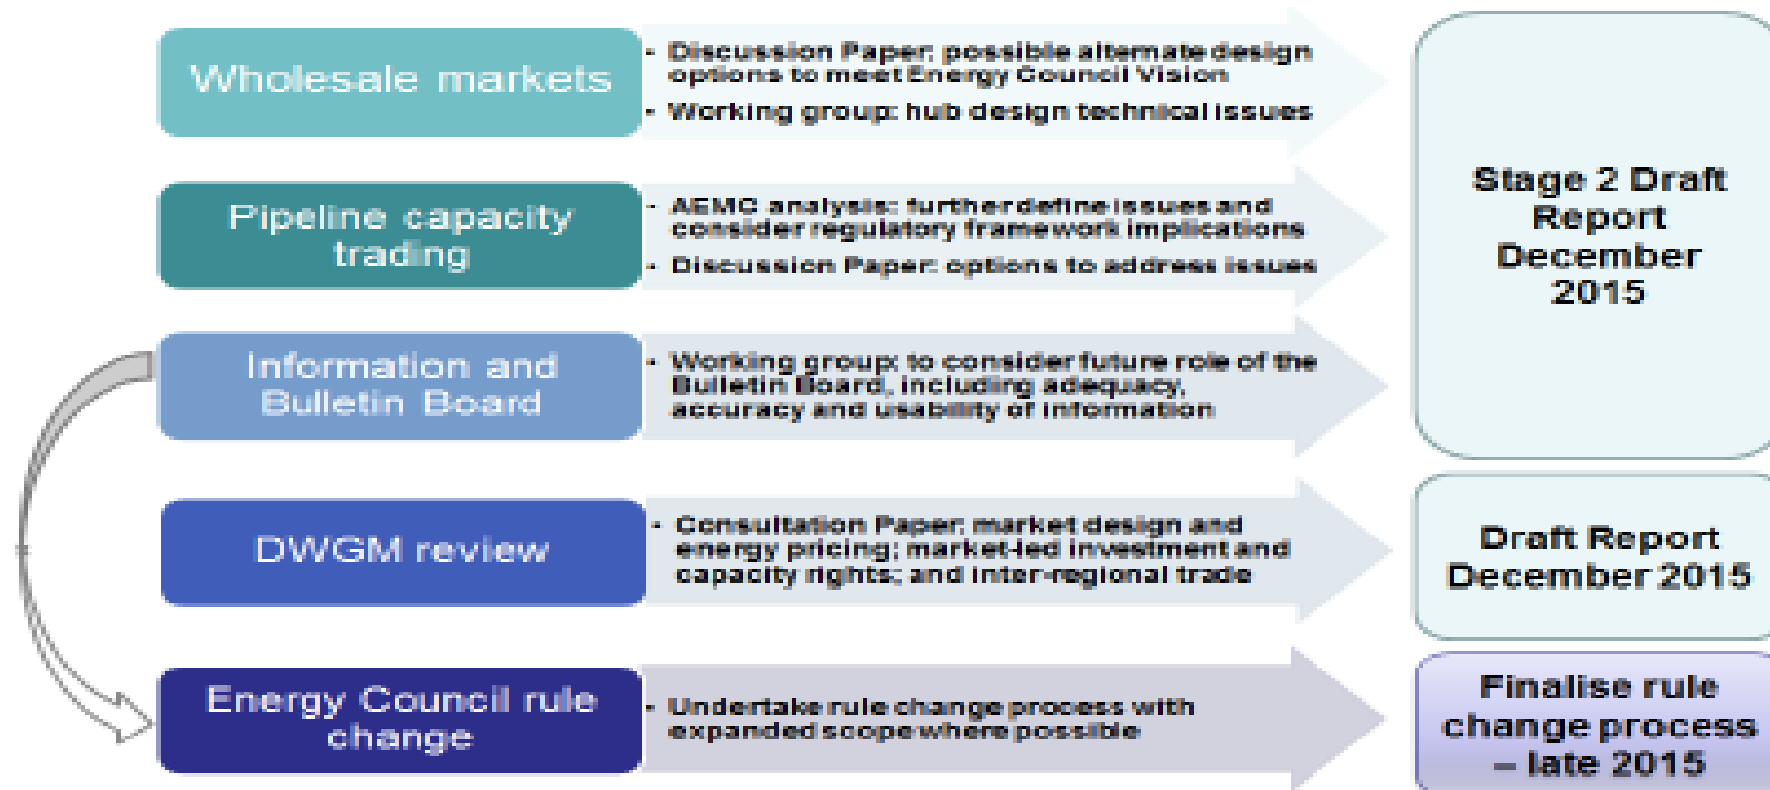 Wholesale markets
- Discussion Paper: possible alternate design
options to meet Energy Council Vision
- Working group: hub design technical issues
Pipeline capacity
trading
- AEMC analysis: further define issues and
consider regulatory framework implications
- Discussion Paper: options to address issues
Information and
Bulletin Board
- Working group: to consider future role of the
Bulletin Board, including adequacy,
accuracy and usability of information
Stage 2 Draft
Report
December
2015
DWGM review
- Consultation Paper: market design and
energy pricing; market-led investment and
capacity rights; and inter-regional trade
Draft Report
December 2015
Energy Council rule
change
- Undertake rule change process with
expanded scope where possible
Finalise rule
change process
– late 2015